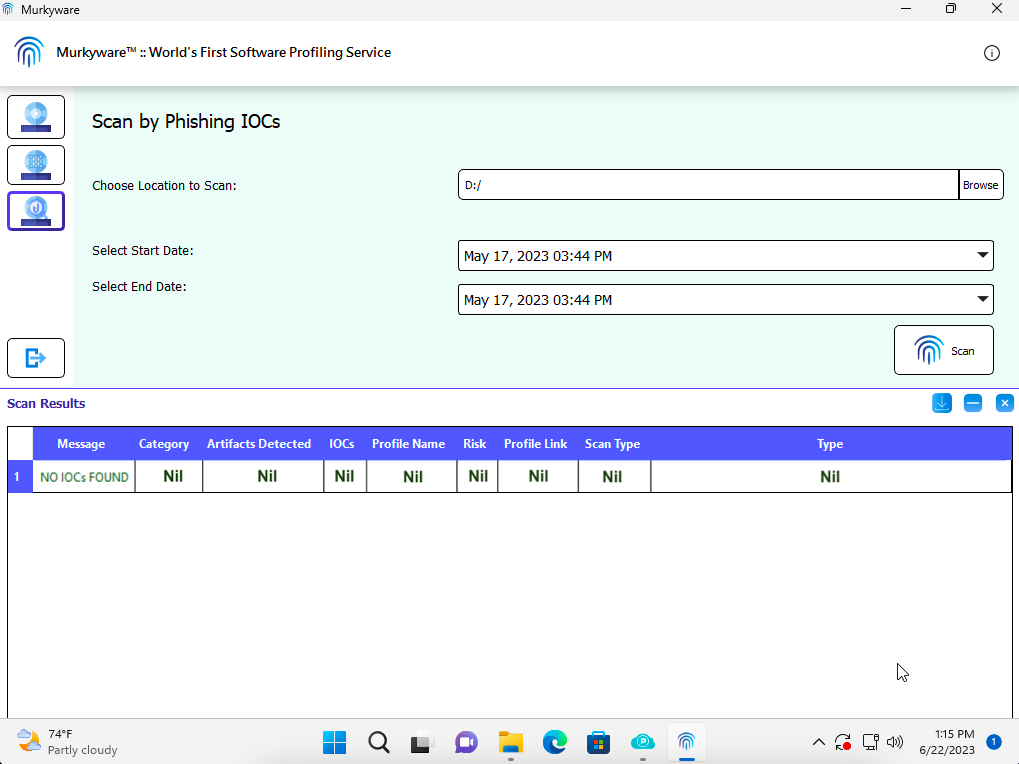 Murkyware
Murkyware™ :: World's First Software Profiling Service
Scan by Phishing IOCs
Choose Location to Scan:
D:/
Browse
Select Start Date:
May 17, 2023 03:44 PM
Select End Date:
May 17, 2023 03:44 PM
Scan
Scan Results
Message Category Artifacts Detected IOCs Profile Name Risk Profile Link Scan Type Type
1 NO IOCs FOUND Nil Nil Nil Nil Nil Nil Nil Nil
74°F
Partly cloudy
1:15 PM
6/22/2023
1